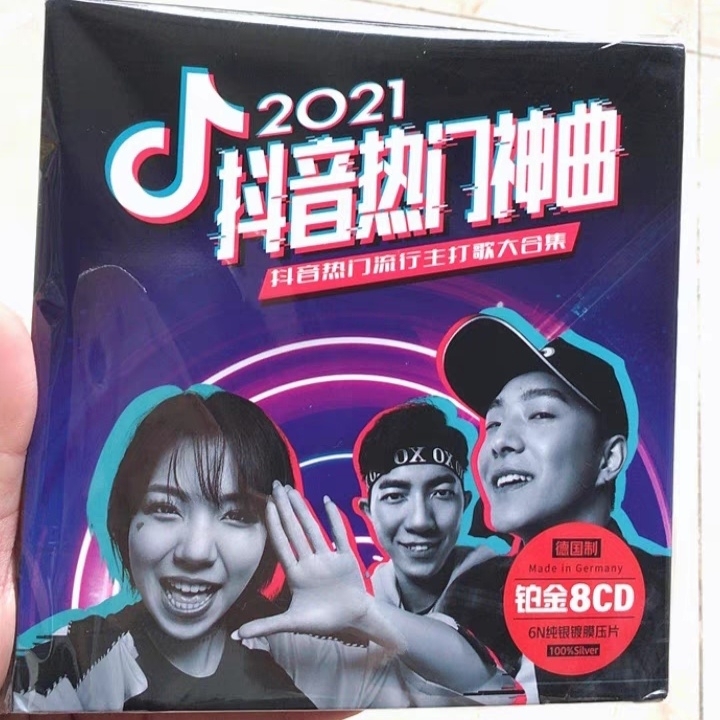 2021
抖音热门神曲
抖音热门流行主打歌大合集
OX OX
德国制
Made in Germany
铂金8CD
6N纯银镀膜压片
100%Silver